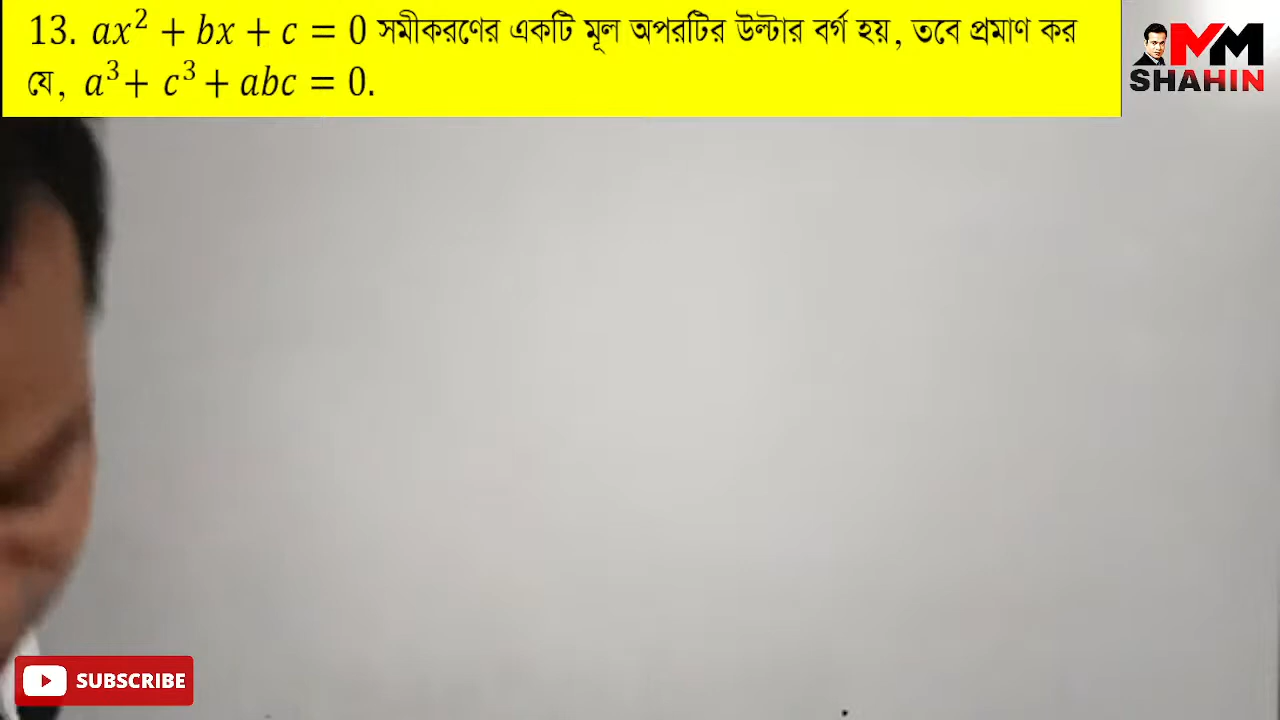 13. ax² + bx + c = 0 সমীকরণের একটি মূল অপরটির উল্টার বর্গ হয়, তবে প্রমাণ কর
যে, a³+ c³ + abc = 0.
MM
SHAHIN
SUBSCRIBE